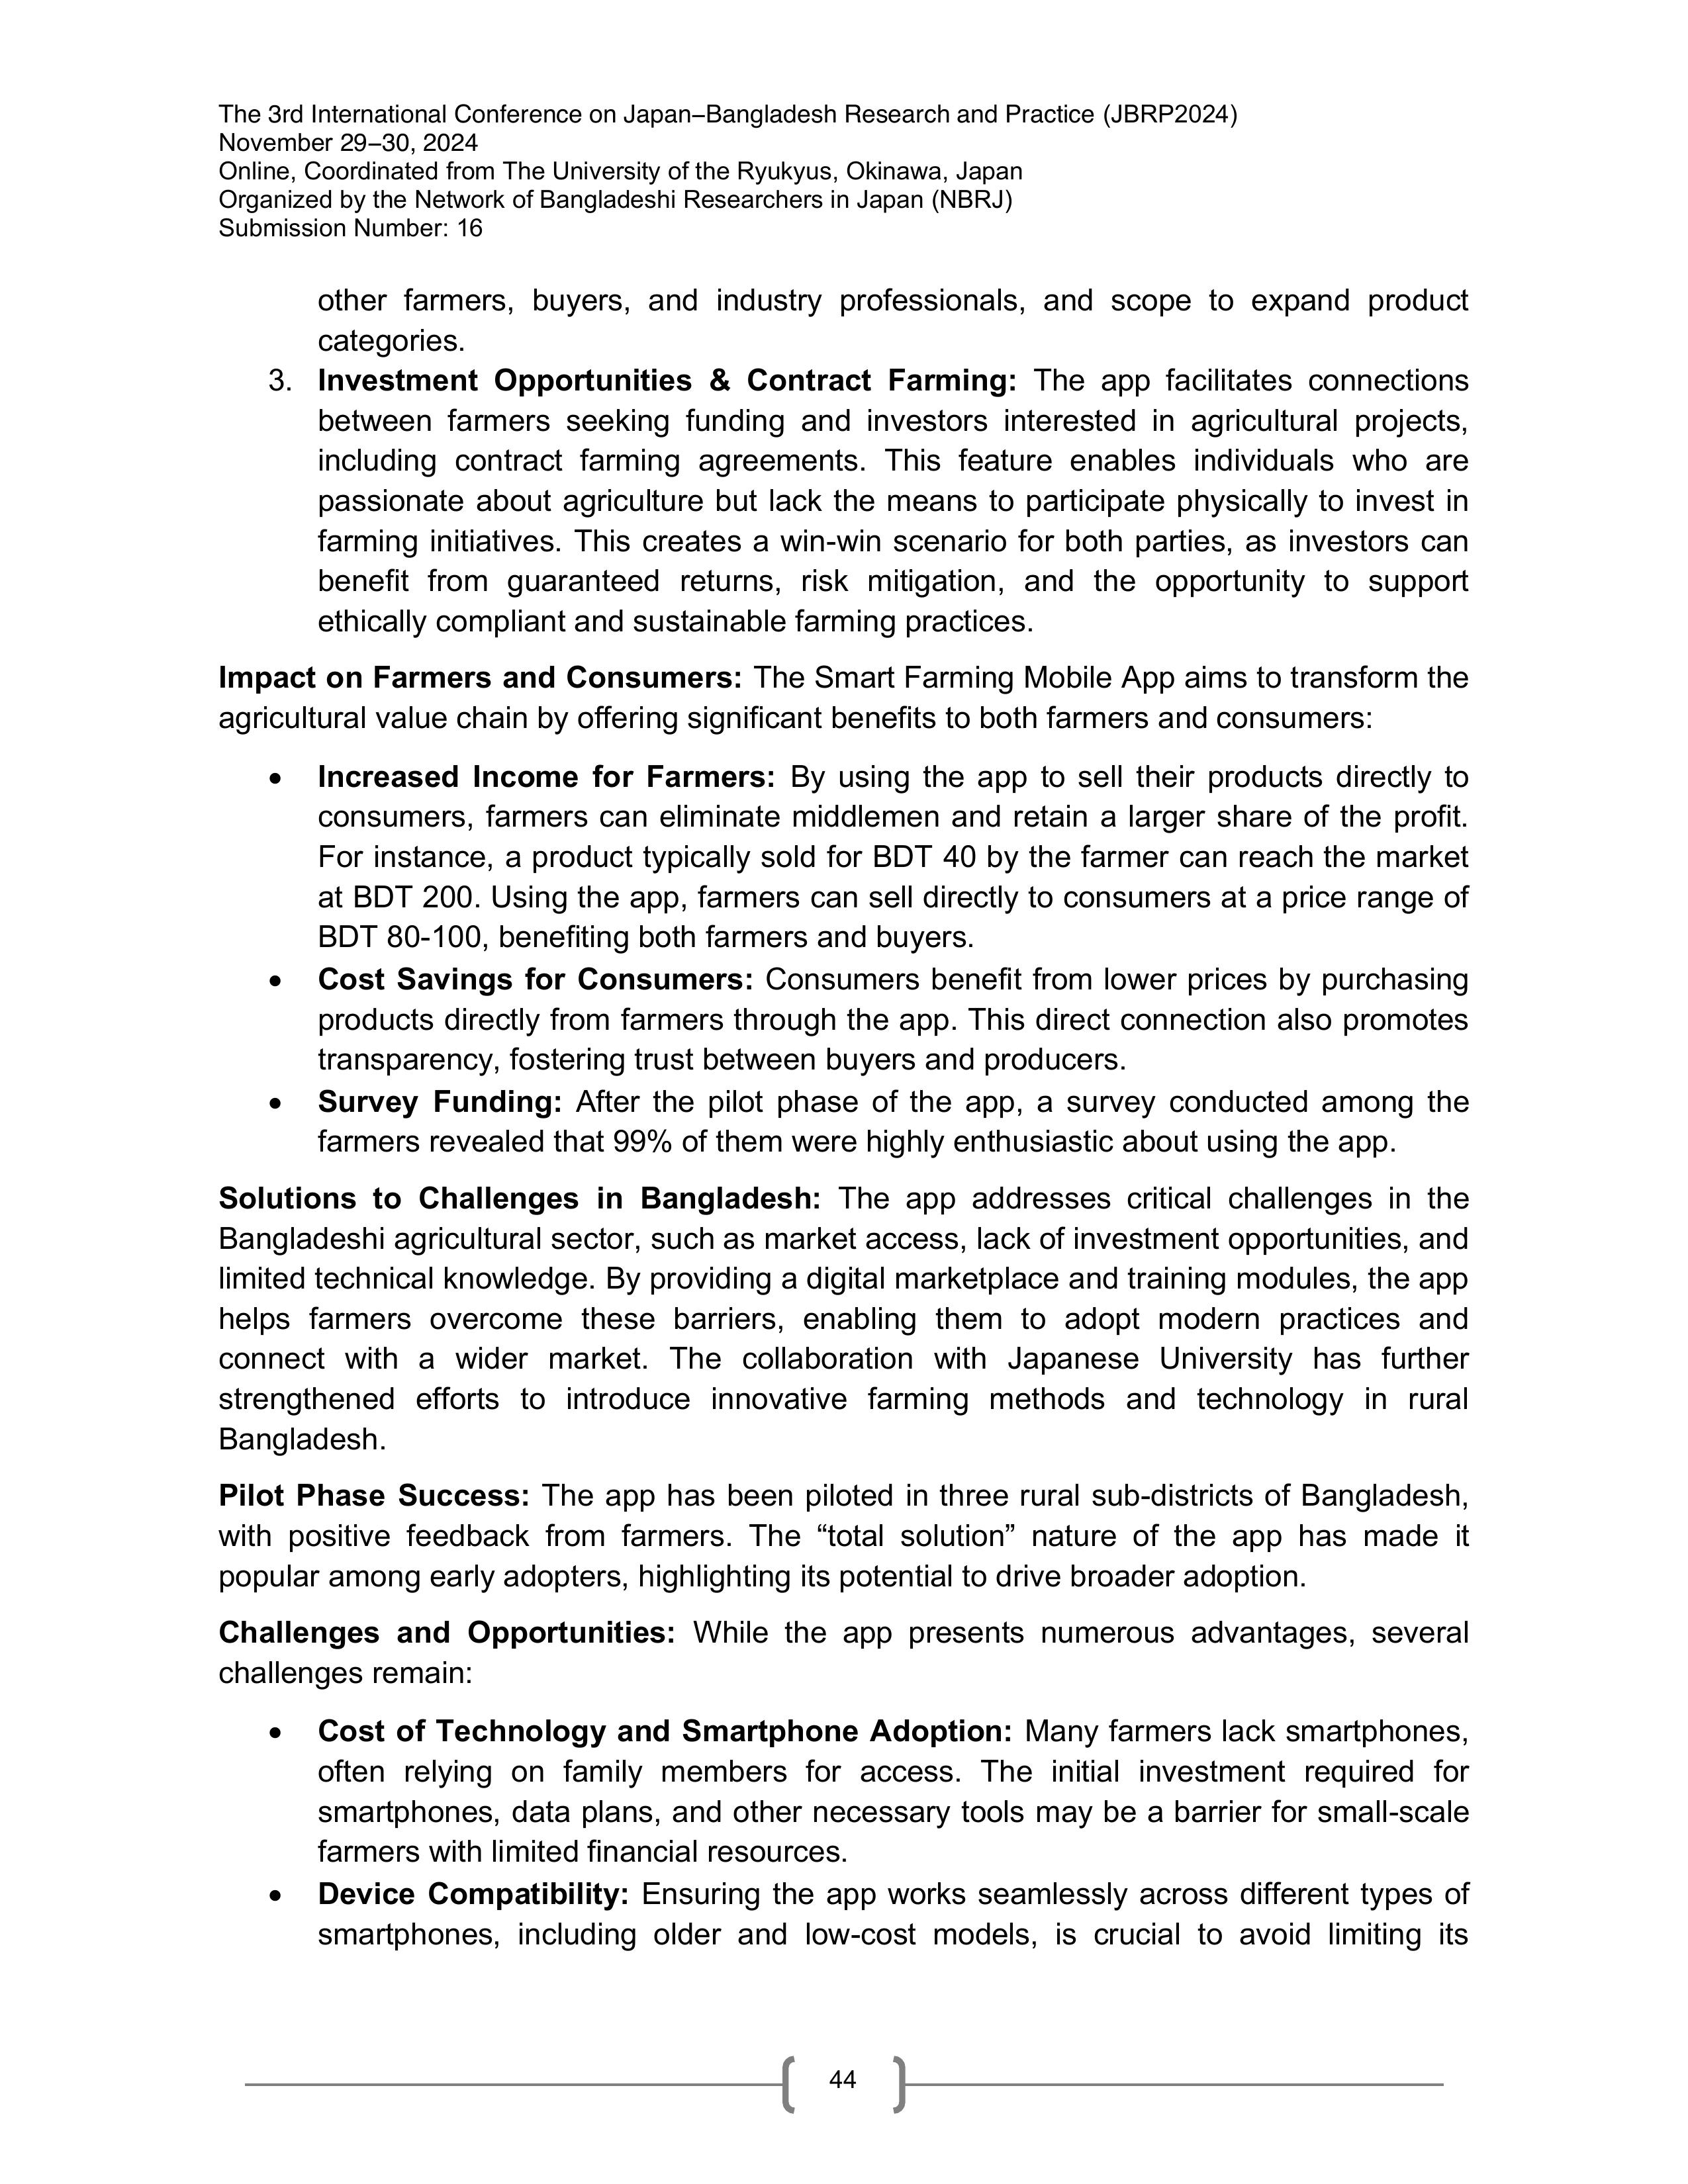 The 3rd International Conference on Japan–Bangladesh Research and Practice (JBRP2024)
November 29–30, 2024
Online, Coordinated from The University of the Ryukyus, Okinawa, Japan
Organized by the Network of Bangladeshi Researchers in Japan (NBRJ)
Submission Number: 16
other farmers, buyers, and industry professionals, and scope to expand product
categories.
3. Investment Opportunities & Contract Farming: The app facilitates connections
between farmers seeking funding and investors interested in agricultural projects,
including contract farming agreements. This feature enables individuals who are
passionate about agriculture but lack the means to participate physically to invest in
farming initiatives. This creates a win-win scenario for both parties, as investors can
benefit from guaranteed returns, risk mitigation, and the opportunity to support
ethically compliant and sustainable farming practices.
Impact on Farmers and Consumers: The Smart Farming Mobile App aims to transform the
agricultural value chain by offering significant benefits to both farmers and consumers:
• Increased Income for Farmers: By using the app to sell their products directly to
consumers, farmers can eliminate middlemen and retain a larger share of the profit.
For instance, a product typically sold for BDT 40 by the farmer can reach the market
at BDT 200. Using the app, farmers can sell directly to consumers at a price range of
BDT 80-100, benefiting both farmers and buyers.
• Cost Savings for Consumers: Consumers benefit from lower prices by purchasing
products directly from farmers through the app. This direct connection also promotes
transparency, fostering trust between buyers and producers.
• Survey Funding: After the pilot phase of the app, a survey conducted among the
farmers revealed that 99% of them were highly enthusiastic about using the app.
Solutions to Challenges in Bangladesh: The app addresses critical challenges in the
Bangladeshi agricultural sector, such as market access, lack of investment opportunities, and
limited technical knowledge. By providing a digital marketplace and training modules, the app
helps farmers overcome these barriers, enabling them to adopt modern practices and
connect with a wider market. The collaboration with Japanese University has further
strengthened efforts to introduce innovative farming methods and technology in rural
Bangladesh.
Pilot Phase Success: The app has been piloted in three rural sub-districts of Bangladesh,
with positive feedback from farmers. The “total solution” nature of the app has made it
popular among early adopters, highlighting its potential to drive broader adoption.
Challenges and Opportunities: While the app presents numerous advantages, several
challenges remain:
• Cost of Technology and Smartphone Adoption: Many farmers lack smartphones,
often relying on family members for access. The initial investment required for
smartphones, data plans, and other necessary tools may be a barrier for small-scale
farmers with limited financial resources.
• Device Compatibility: Ensuring the app works seamlessly across different types of
smartphones, including older and low-cost models, is crucial to avoid limiting its
44